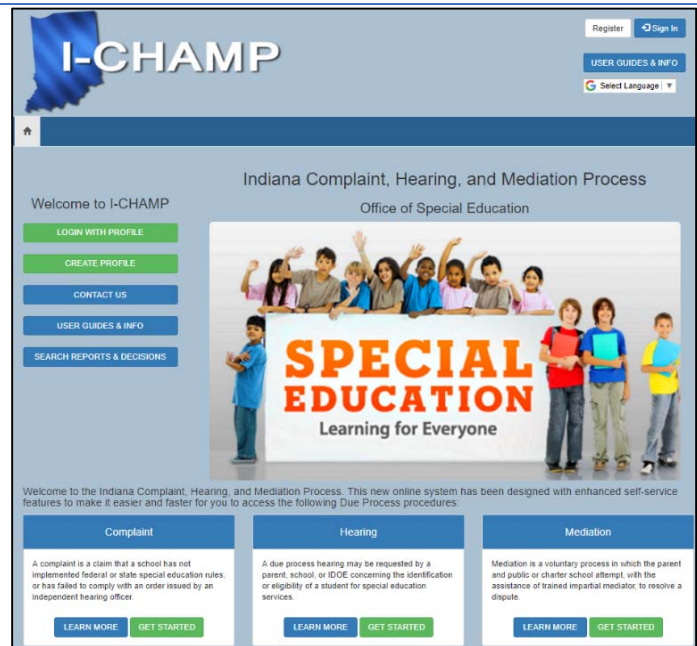 I-CHAMP
Register
Sign In
USER GUIDES & INFO
Select Language
Indiana Complaint, Hearing, and Mediation Process
Office of Special Education
Welcome to I-CHAMP
LOGIN WITH PROFILE
CREATE PROFILE
CONTACT US
USER GUIDES & INFO
SEARCH REPORTS & DECISIONS
SPECIAL
EDUCATION
Learning for Everyone
Welcome to the Indiana Complaint, Hearing, and Mediation Process. This new online system has been designed with enhanced self-service
features to make it easier and faster for you to access the following Due Process procedures:
Complaint
A complaint is a claim that a school has not
implemented federal or state special education rules,
or has failed to comply with an order issued by an
independent hearing officer.
LEARN MORE GET STARTED
Hearing
A due process hearing may be requested by a
parent, school, or IDOE concerning the identification
or eligibility of a student for special education
services.
LEARN MORE GET STARTED
Mediation
Mediation is a voluntary process in which the parent
and public or charter school attempt, with the
assistance of trained impartial mediator, to resolve a
dispute.
LEARN MORE GET STARTED